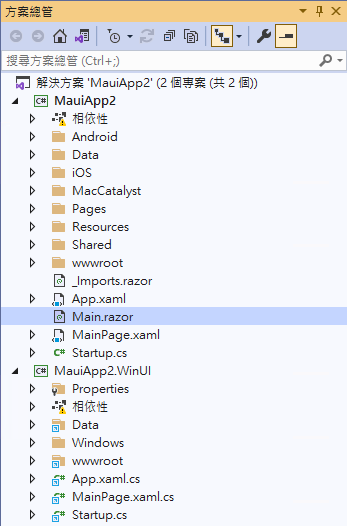 方案總管
搜尋方案總管 (Ctrl+;)
解決方案 'MauiApp2' (2 個專案 (共 2 個))
C# MauiApp2
相依性
Android
Data
iOS
MacCatalyst
Pages
Resources
Shared
wwwroot
_Imports.razor
App.xaml
Main.razor
MainPage.xaml
C# Startup.cs
C# MauiApp2.WinUI
Properties
相依性
Data
Windows
wwwroot
C# App.xaml.cs
C# MainPage.xaml.cs
C# Startup.cs